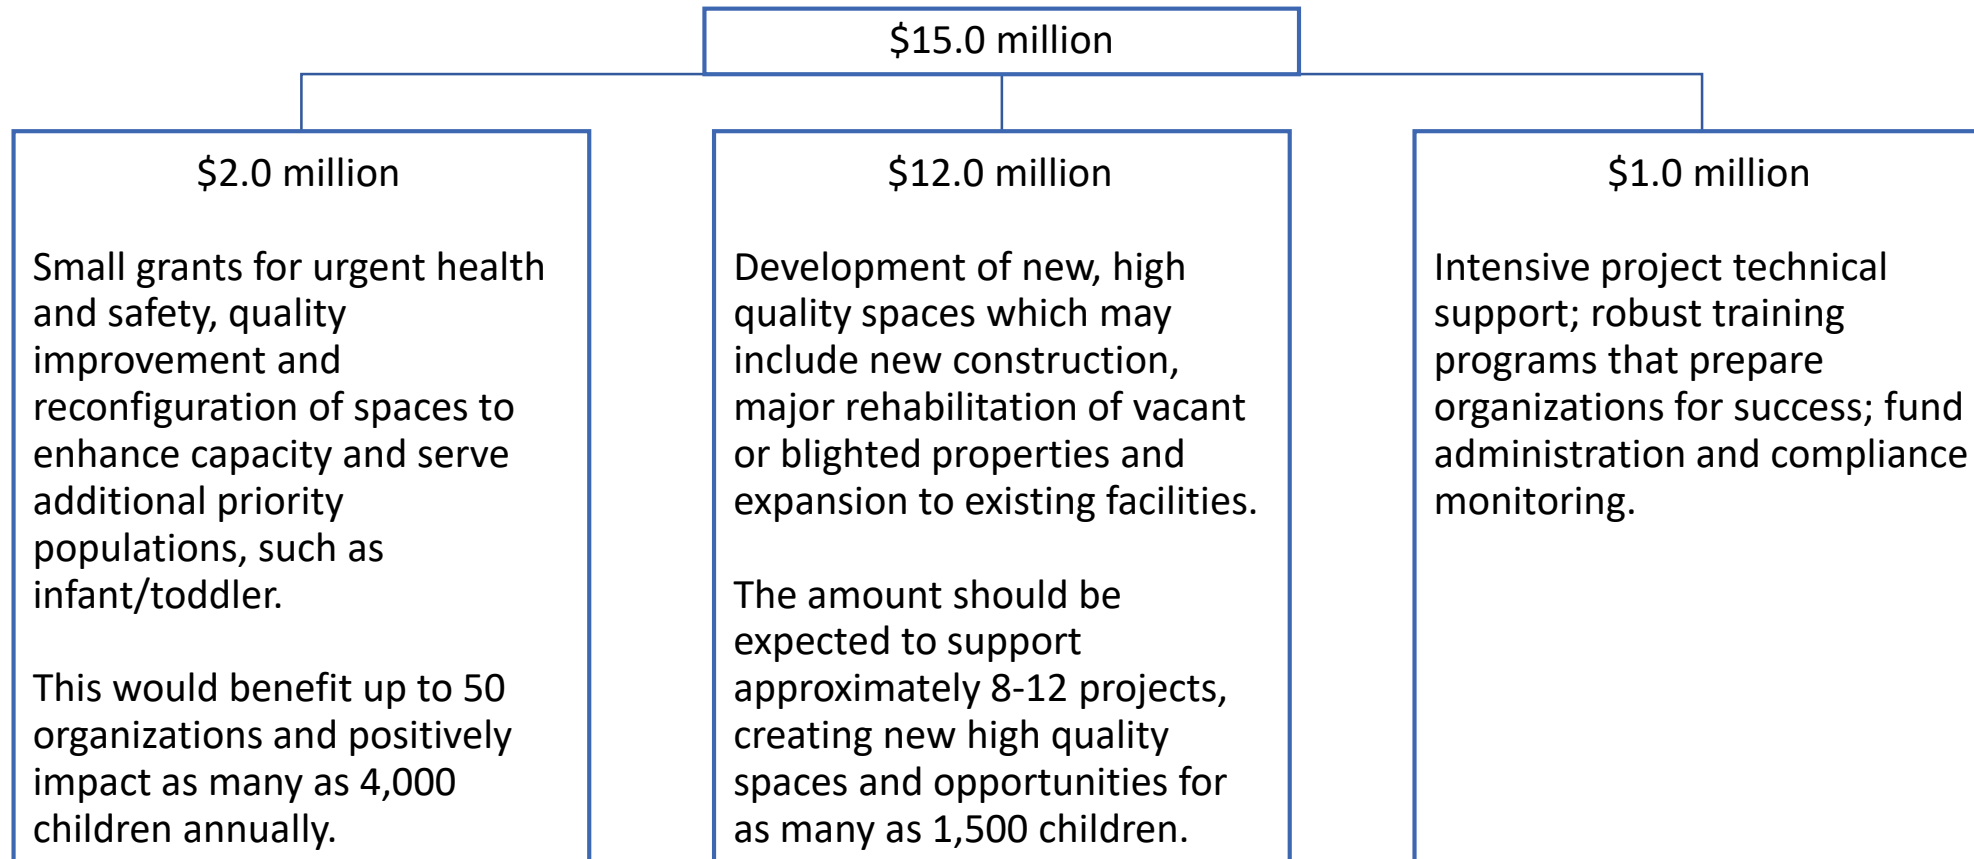 $15.0 million
$2.0 million
Small grants for urgent health
and safety, quality
improvement and
reconfiguration of spaces to
enhance capacity and serve
additional priority
populations, such as
infant/toddler.
This would benefit up to 50
organizations and positively
impact as many as 4,000
children annually.
$12.0 million
Development of new, high
quality spaces which may
include new construction,
major rehabilitation of vacant
or blighted properties and
expansion to existing facilities.
The amount should be
expected to support
approximately 8-12 projects,
creating new high quality
spaces and opportunities for
as many as 1,500 children.
$1.0 million
Intensive project technical
support; robust training
programs that prepare
organizations for success; fund
administration and compliance
monitoring.